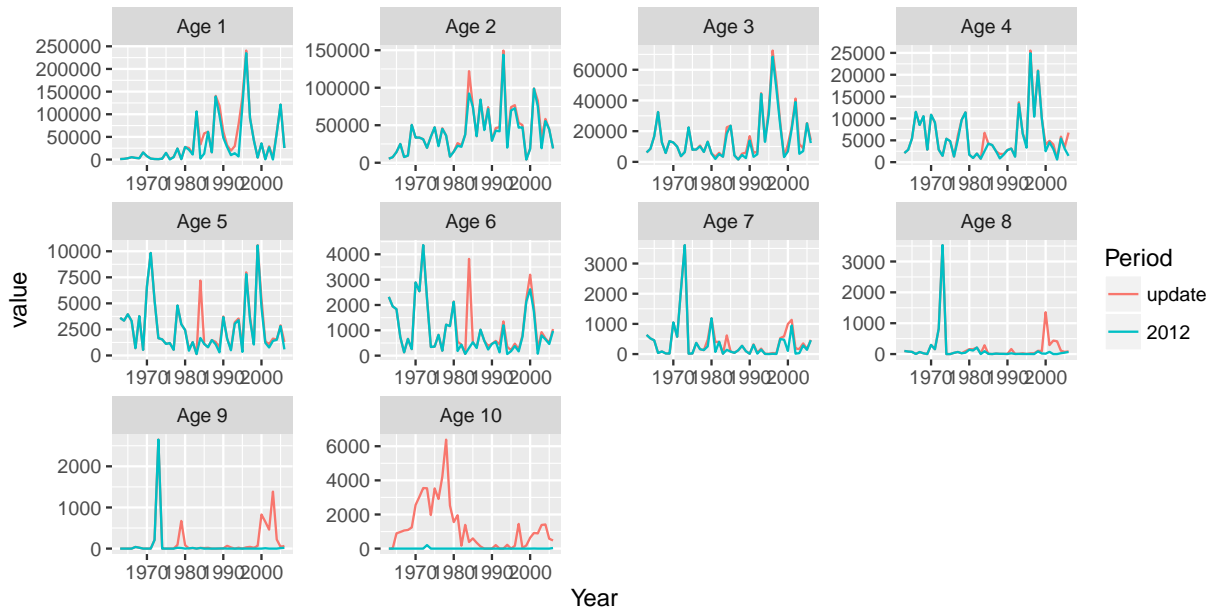 Age 1 Age 2 Age 3 Age 4
250000 200000 150000 100000 50000 0
150000 100000 50000 0
60000 40000 20000 0
25000 20000 15000 10000 5000 0
1970 1980 1990 2000 1970 1980 1990 2000 1970 1980 1990 2000 1970 1980 1990 2000
Age 5 Age 6 Age 7 Age 8
10000 7500 5000 2500 0
4000 3000 2000 1000 0
3000 2000 1000 0
3000 2000 1000 0
1970 1980 1990 2000 1970 1980 1990 2000 1970 1980 1990 2000 1970 1980 1990 2000
Age 9 Age 10
2000 1000 0
6000 4000 2000 0
1970 1980 1990 2000 1970 1980 1990 2000
value
Year
Period
update
2012